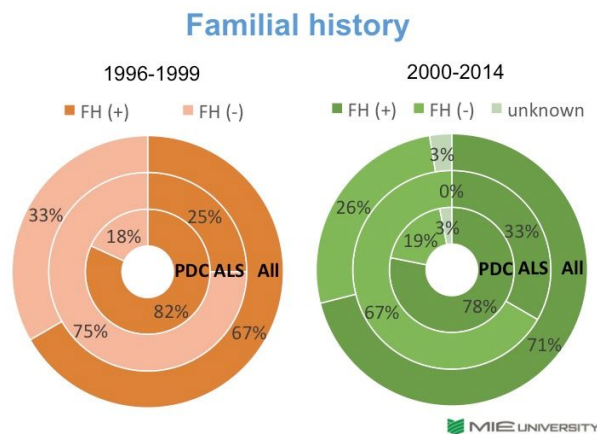 Familial history
1996-1999
2000-2014
FH (+) FH (-)
FH (+) FH (-) unknown
33%
25%
18%
PDC ALS All
82%
75%
67%
3%
0%
26%
33%
19%
3%
PDC ALS All
67%
78%
71%
MIE UNIVERSITY